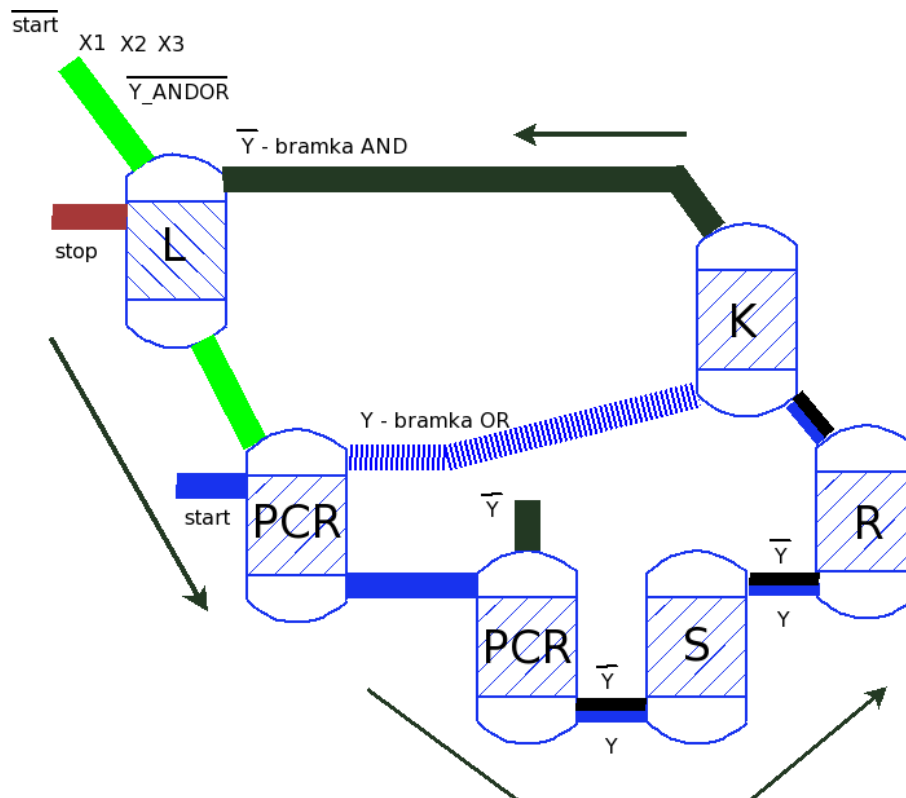 start
X1 X2 X3
Y_ANDOR
Y - bramka AND
stop
L
K
Y - bramka OR
start
PCR
Y
R
Y
PCR
S
Y
Y
Y